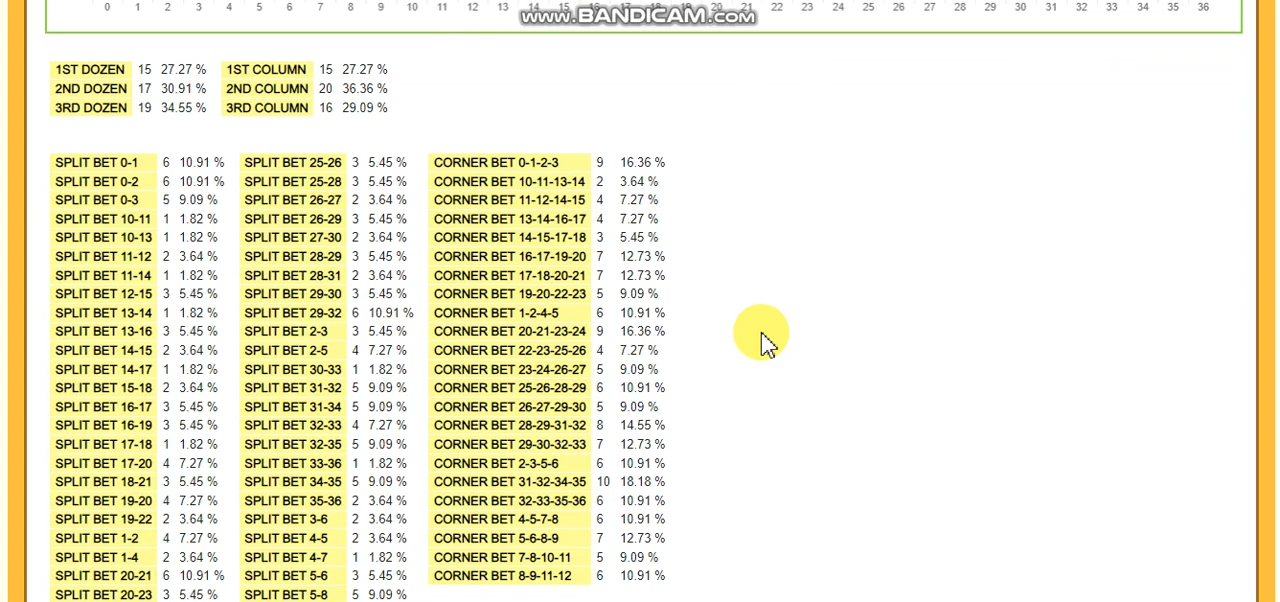 0 1 2 3 4 5 6 7 8 9 10 11 12 13 14 15 16 17 18 19 20 21 22 23 24 25 26 27 28 29 30 31 32 33 34 35 36
www.BANDICAM.com
1ST DOZEN 15 27.27 % 1ST COLUMN 15 27.27 %
2ND DOZEN 17 30.91 % 2ND COLUMN 20 36.36 %
3RD DOZEN 19 34.55 % 3RD COLUMN 16 29.09 %
SPLIT BET 0-1 6 10.91 % SPLIT BET 25-26 3 5.45 % CORNER BET 0-1-2-3 9 16.36 %
SPLIT BET 0-2 6 10.91 % SPLIT BET 25-28 3 5.45 % CORNER BET 10-11-13-14 2 3.64 %
SPLIT BET 0-3 5 9.09 % SPLIT BET 26-27 2 3.64 % CORNER BET 11-12-14-15 4 7.27 %
SPLIT BET 10-11 1 1.82 % SPLIT BET 26-29 3 5.45 % CORNER BET 13-14-16-17 4 7.27 %
SPLIT BET 10-13 1 1.82 % SPLIT BET 27-30 2 3.64 % CORNER BET 14-15-17-18 3 5.45 %
SPLIT BET 11-12 2 3.64 % SPLIT BET 28-29 3 5.45 % CORNER BET 16-17-19-20 7 12.73 %
SPLIT BET 11-14 1 1.82 % SPLIT BET 28-31 2 3.64 % CORNER BET 17-18-20-21 7 12.73 %
SPLIT BET 12-15 3 5.45 % SPLIT BET 29-30 3 5.45 % CORNER BET 19-20-22-23 5 9.09 %
SPLIT BET 13-14 1 1.82 % SPLIT BET 29-32 6 10.91 % CORNER BET 1-2-4-5 6 10.91 %
SPLIT BET 13-16 3 5.45 % SPLIT BET 2-3 3 5.45 % CORNER BET 20-21-23-24 9 16.36 %
SPLIT BET 14-15 2 3.64 % SPLIT BET 2-5 4 7.27 % CORNER BET 22-23-25-26 4 7.27 %
SPLIT BET 14-17 1 1.82 % SPLIT BET 30-33 1 1.82 % CORNER BET 23-24-26-27 5 9.09 %
SPLIT BET 15-18 2 3.64 % SPLIT BET 31-32 5 9.09 % CORNER BET 25-26-28-29 6 10.91 %
SPLIT BET 16-17 3 5.45 % SPLIT BET 31-34 5 9.09 % CORNER BET 26-27-29-30 5 9.09 %
SPLIT BET 16-19 3 5.45 % SPLIT BET 32-33 4 7.27 % CORNER BET 28-29-31-32 8 14.55 %
SPLIT BET 17-18 1 1.82 % SPLIT BET 32-35 5 9.09 % CORNER BET 29-30-32-33 7 12.73 %
SPLIT BET 17-20 4 7.27 % SPLIT BET 33-36 1 1.82 % CORNER BET 2-3-5-6 6 10.91 %
SPLIT BET 18-21 3 5.45 % SPLIT BET 34-35 5 9.09 % CORNER BET 31-32-34-35 10 18.18 %
SPLIT BET 19-20 4 7.27 % SPLIT BET 35-36 2 3.64 % CORNER BET 32-33-35-36 6 10.91 %
SPLIT BET 19-22 2 3.64 % SPLIT BET 3-6 2 3.64 % CORNER BET 4-5-7-8 6 10.91 %
SPLIT BET 1-2 4 7.27 % SPLIT BET 4-5 2 3.64 % CORNER BET 5-6-8-9 7 12.73 %
SPLIT BET 1-4 2 3.64 % SPLIT BET 4-7 1 1.82 % CORNER BET 7-8-10-11 5 9.09 %
SPLIT BET 20-21 6 10.91 % SPLIT BET 5-6 3 5.45 % CORNER BET 8-9-11-12 6 10.91 %
SPLIT BET 20-23 3 5.45 % SPLIT BET 5-8 5 9.09 %